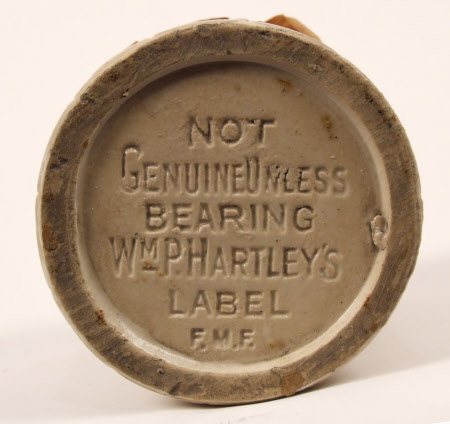 NOT
GENUINE UNLESS
BEARING
WM P. HARTLEY'S
LABEL
F.M.F.